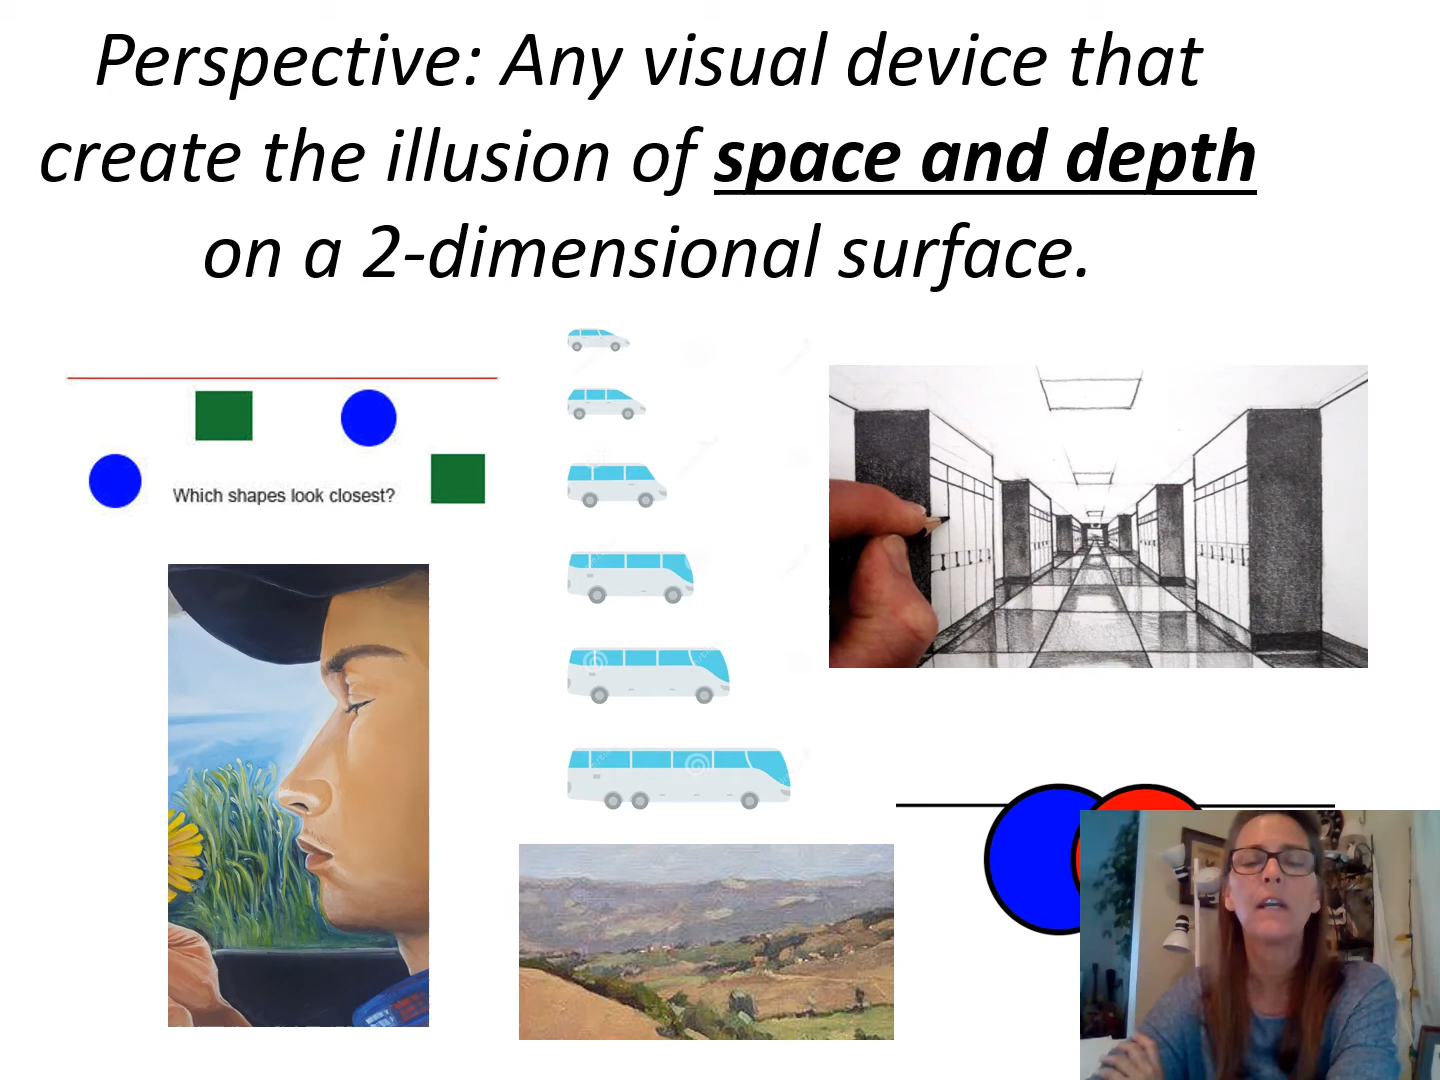 Perspective: Any visual device that
create the illusion of space and depth
on a 2-dimensional surface.
Which shapes look closest?